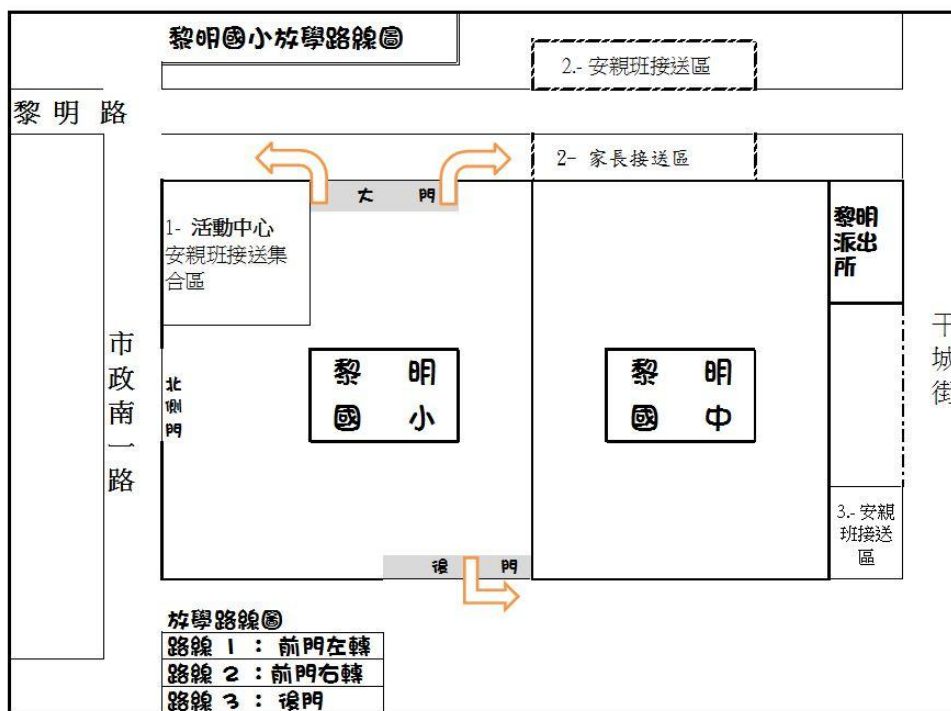 黎明國小放學路線圖
2.- 安親班接送區
黎明路
2- 家長接送區
大門
1- 活動中心
安親班接送集
合區
黎明
派出
所
干城街
市政南一路
北側門
黎明
國小
黎明
國中
3.- 安親
班接送
區
後門
放學路線圖
路線 1 : 前門左轉
路線 2 : 前門右轉
路線 3 : 後門